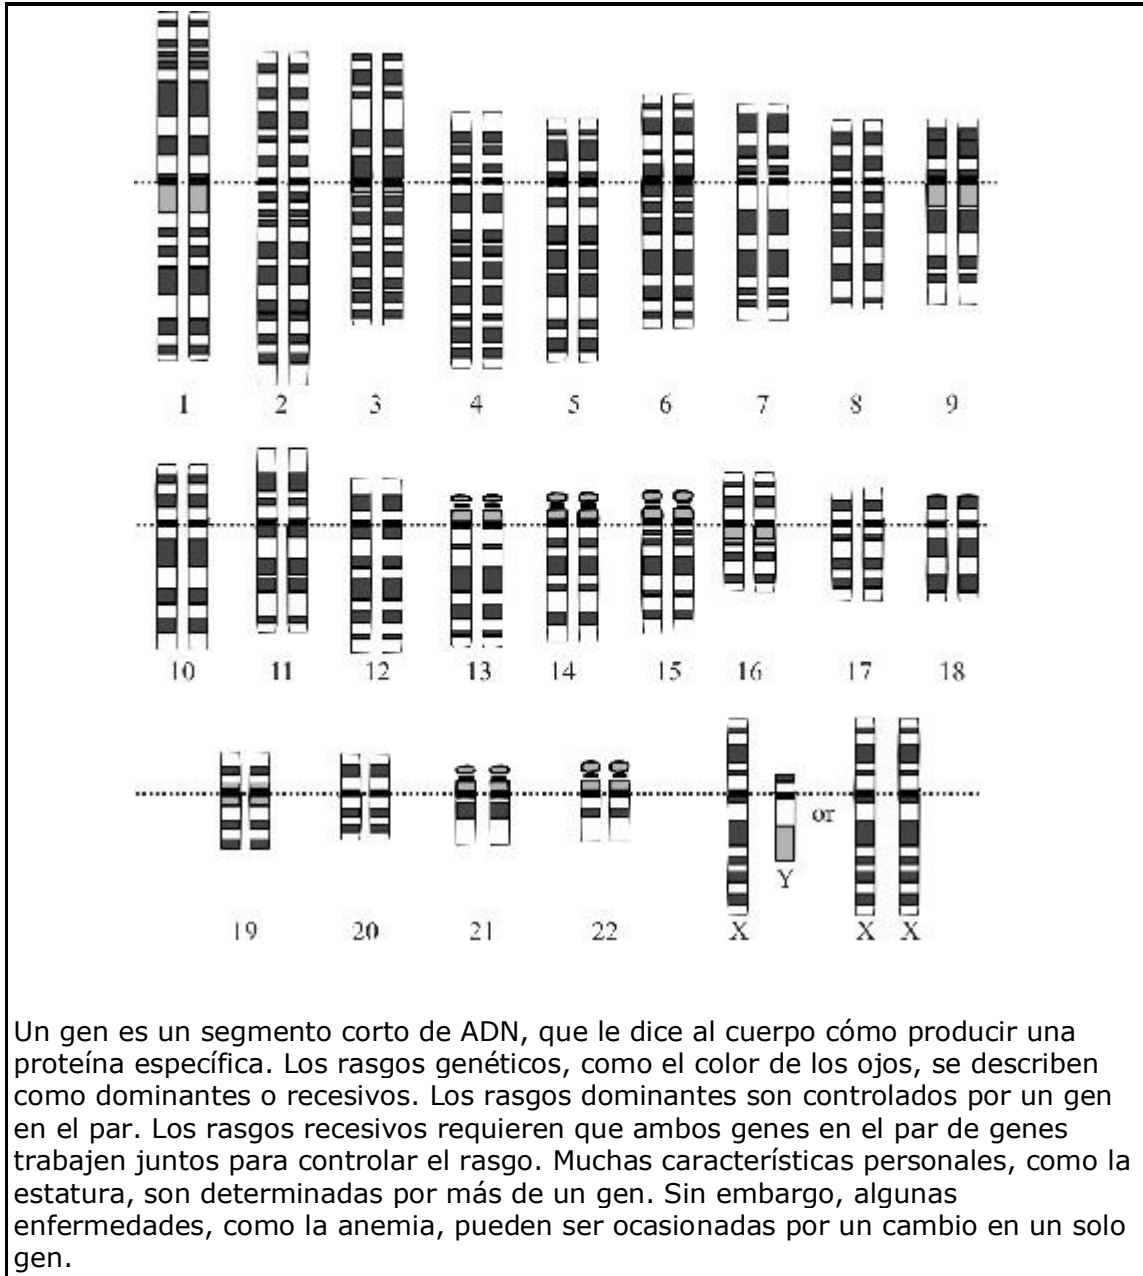 1 2 3 4 5 6 7 8 9
10 11 12 13 14 15 16 17 18
or
Y
19 20 21 22 X X X
Un gen es un segmento corto de ADN, que le dice al cuerpo cómo producir una
proteína específica. Los rasgos genéticos, como el color de los ojos, se describen
como dominantes o recesivos. Los rasgos dominantes son controlados por un gen
en el par. Los rasgos recesivos requieren que ambos genes en el par de genes
trabajen juntos para controlar el rasgo. Muchas características personales, como la
estatura, son determinadas por más de un gen. Sin embargo, algunas
enfermedades, como la anemia, pueden ser ocasionadas por un cambio en un solo
gen.